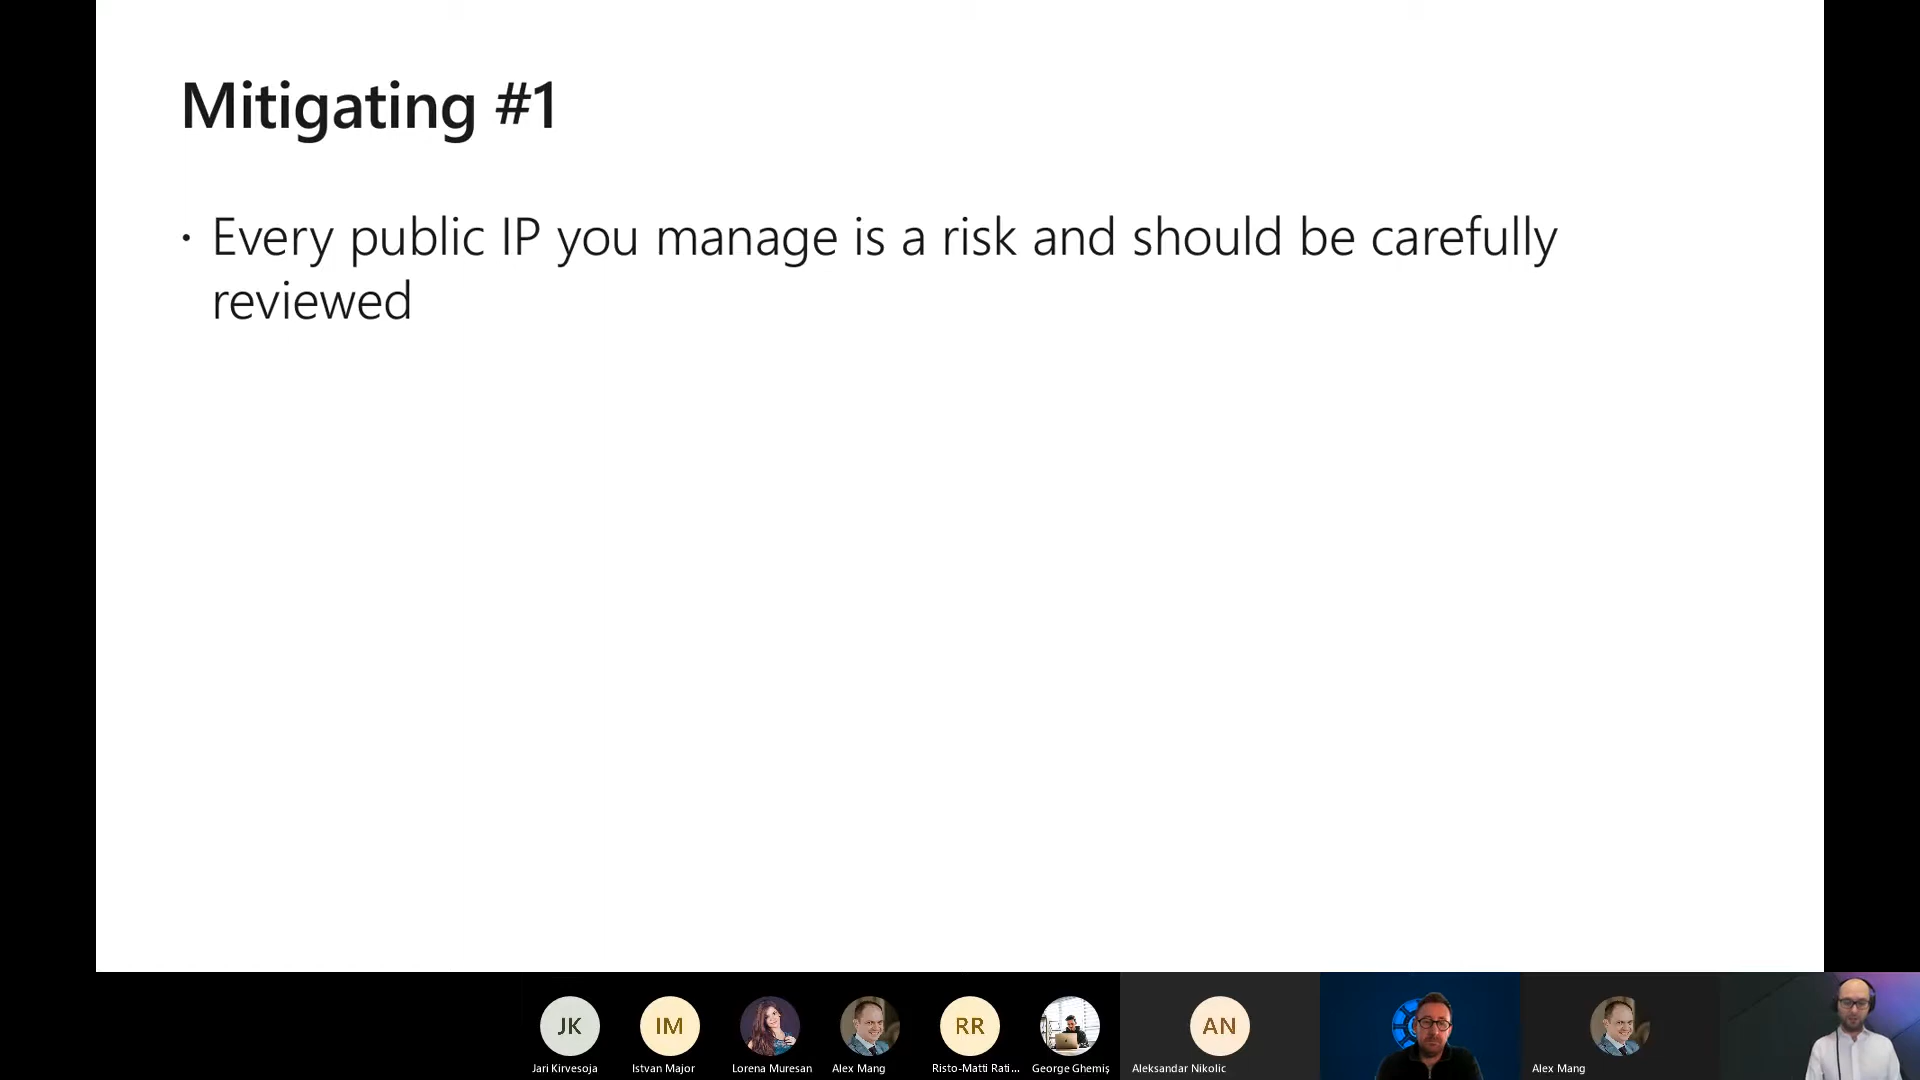 Mitigating #1
· Every public IP you manage is a risk and should be carefully
reviewed
JK
IM
RR
AN
Jari Kirvesoja
Istvan Major
Lorena Muresan
Alex Mang
Risto-Matti Rati...
George Ghemiș
Aleksandar Nikolic
Alex Mang